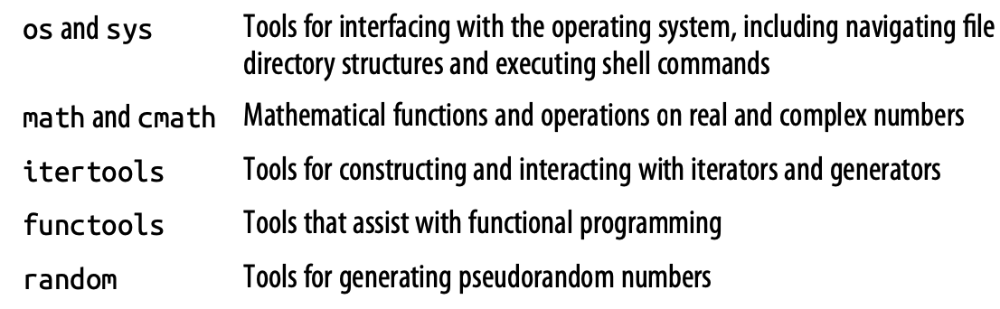 os and sys Tools for interfacing with the operating system, including navigating file
directory structures and executing shell commands
math and cmath Mathematical functions and operations on real and complex numbers
itertools Tools for constructing and interacting with iterators and generators
functools Tools that assist with functional programming
random Tools for generating pseudorandom numbers